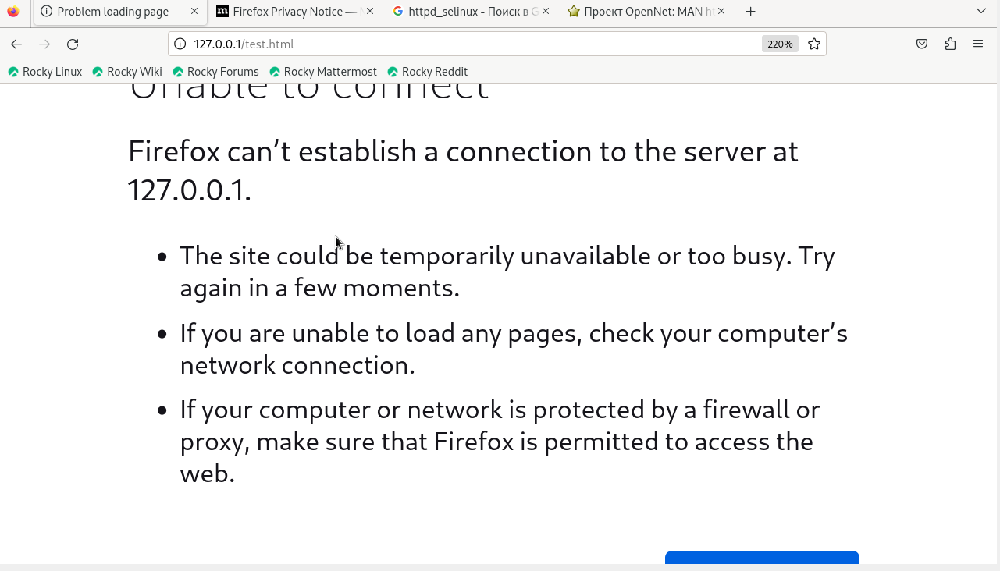 Problem loading page
Firefox Privacy Notice —
httpd_selinux - Поиск в G
Проект OpenNet: MAN ht
127.0.0.1/test.html
220%
Rocky Linux
Rocky Wiki
Rocky Forums
Rocky Mattermost
Rocky Reddit
Unable to connect
Firefox can’t establish a connection to the server at
127.0.0.1.
The site could be temporarily unavailable or too busy. Try
again in a few moments.
If you are unable to load any pages, check your computer’s
network connection.
If your computer or network is protected by a firewall or
proxy, make sure that Firefox is permitted to access the
web.